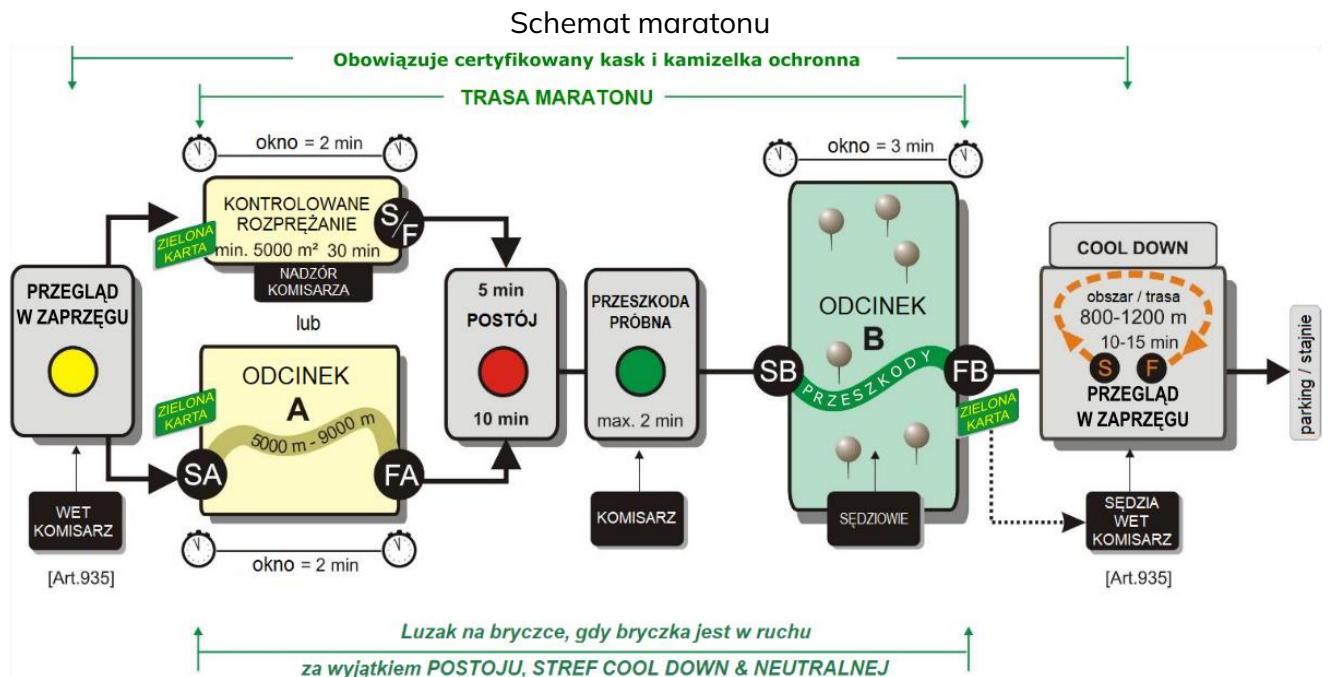 Schemat maratonu
Obowiązuje certyfikowany kask i kamizelka ochronna
TRASA MARATONU
okno = 2 min
okno = 3 min
KONTROLOWANE
ROZPRĘŻANIE
min. 5000 m² 30 min
S/F
ZIELONA
KARTA
NADZÓR
KOMISARZA
lub
PRZEGLĄD
W ZAPRZĘGU
WET
KOMISARZ
[Art.935]
ZIELONA
KARTA
ODCINEK
A
5000 m - 9000 m
SA
FA
okno = 2 min
5 min
POSTÓJ
10 min
PRZESZKODA
PRÓBNA
max. 2 min
KOMISARZ
ODCINEK
B
SB
PRZESZKODY
FB
SĘDZIOWIE
ZIELONA
KARTA
COOL DOWN
obszar / trasa
800-1200 m
10-15 min
S F
PRZEGLĄD
W ZAPRZĘGU
SĘDZIA
WET
KOMISARZ
[Art.935]
parking / stajnie
Luzak na bryczce, gdy bryczka jest w ruchu
za wyjątkiem POSTOJU, STREF COOL DOWN & NEUTRALNEJ